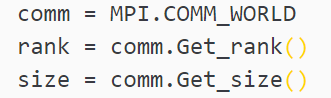 comm = MPI.COMM_WORLD
rank = comm.Get_rank()
size = comm.Get_size()